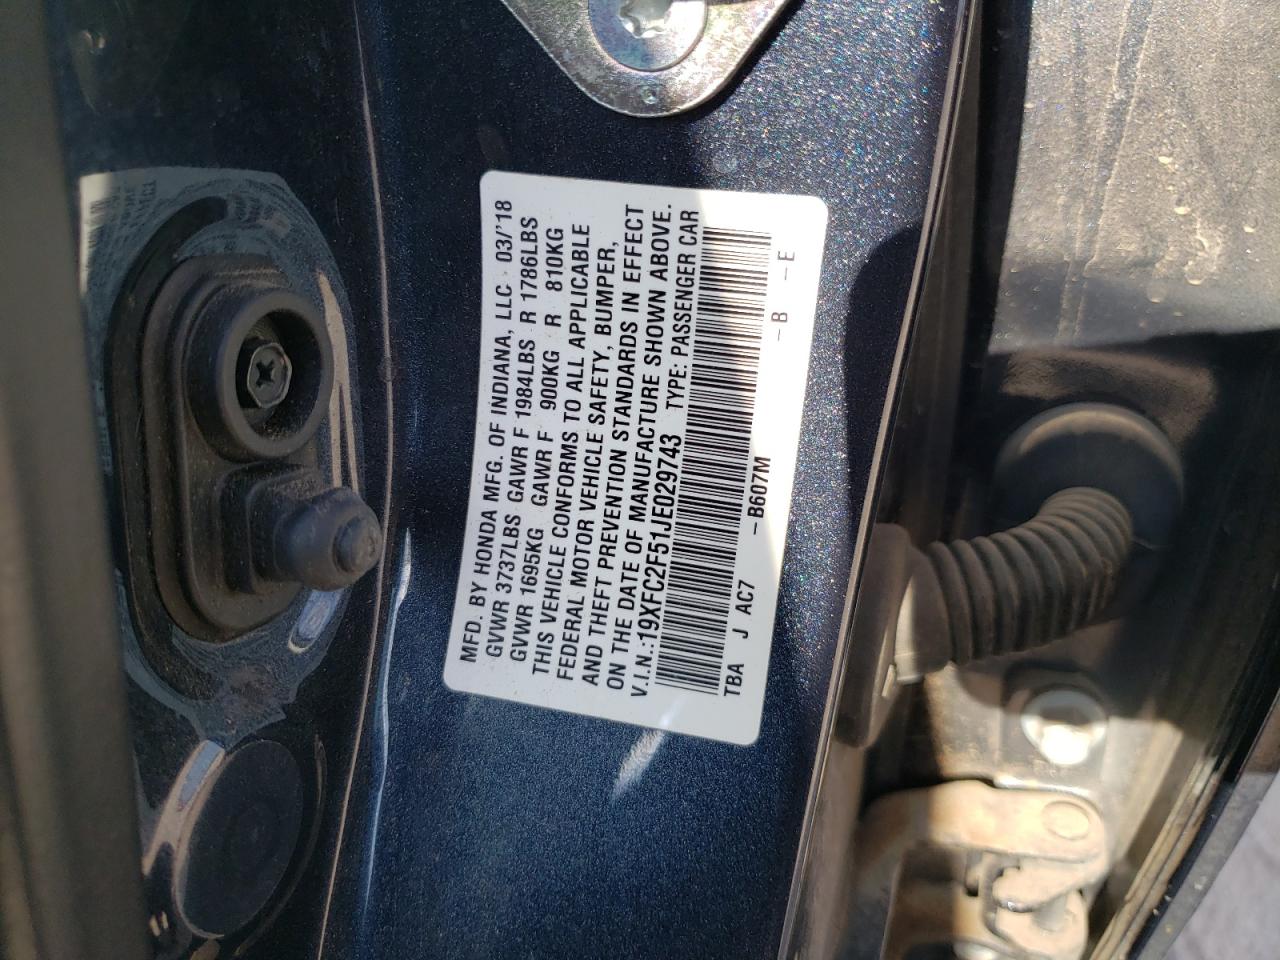 MFD. BY HONDA MFG. OF INDIANA, LLC 03/'18
GVWR 3737LBS GAWR F 1984LBS R 1786LBS
GVWR 1695KG GAWR F 900KG R 810KG
THIS VEHICLE CONFORMS TO ALL APPLICABLE
FEDERAL MOTOR VEHICLE SAFETY, BUMPER,
AND THEFT PREVENTION STANDARDS IN EFFECT
ON THE DATE OF MANUFACTURE SHOWN ABOVE.
V.I.N.:19XFC2F51JE029743 TYPE: PASSENGER CAR
TBA J AC7 -B607M -B -E